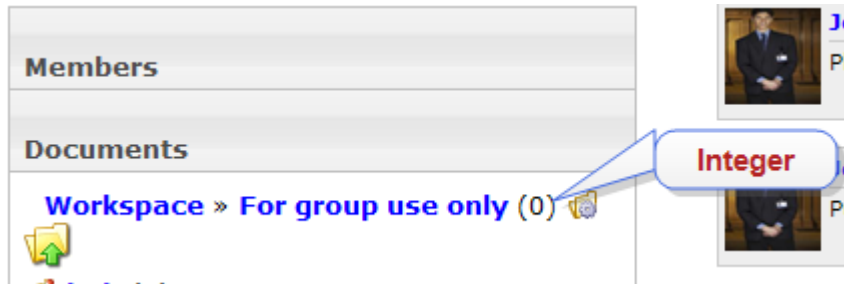 Members
Documents
Workspace » For group use only (0)
Integer